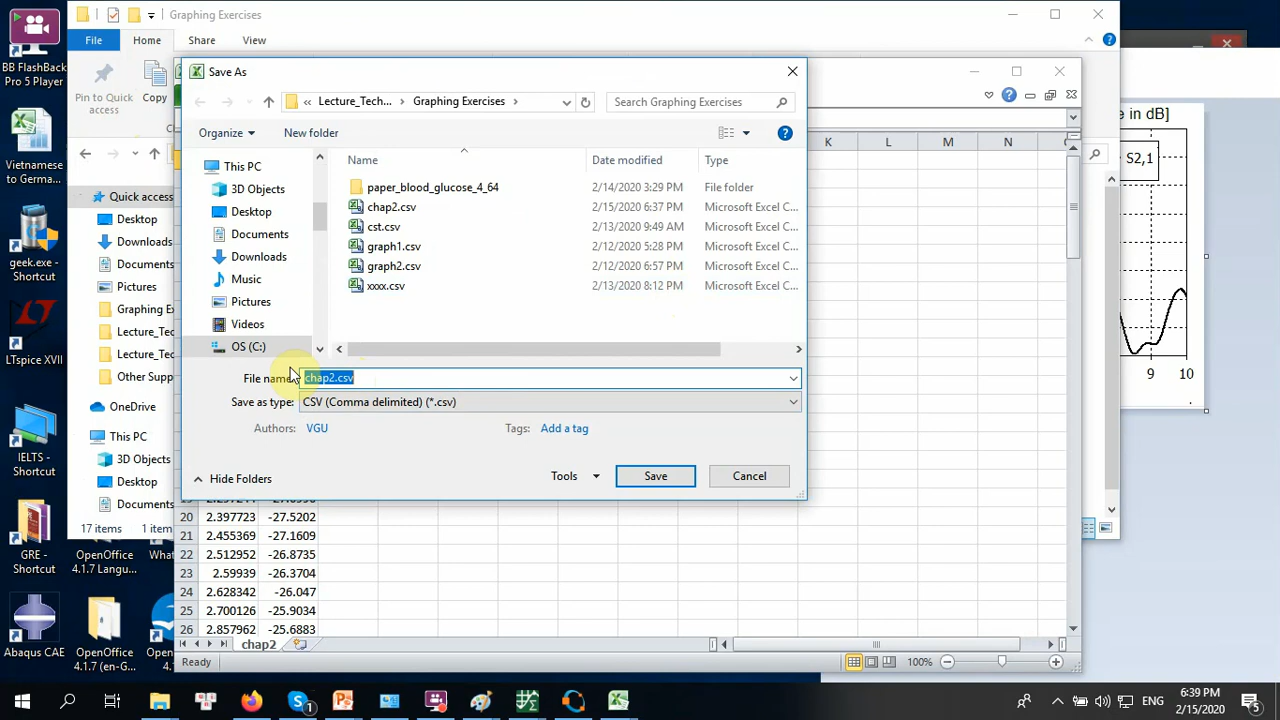 BB FlashBack
Pro 5 Player
Vietnamese
to Germa...
geek.exe -
Shortcut
LTspice XVII
IELTS -
Shortcut
GRE -
Shortcut
Abaqus CAE
OpenOffice
4.1.7 Langu...
OpenOffice
4.1.7 (en-G...
Graphing Exercises
File
Home
Share
View
Pin to Quick
access
Copy
Quick access
Desktop
Downloads
Documents
Pictures
Graphing Ex
Lecture_Tec
Lecture_Tec
Other Supp
OneDrive
This PC
3D Objects
Desktop
Documents
17 items
1 item
Save As
Lecture_Tech...
Graphing Exercises
Search Graphing Exercises
Organize
New folder
This PC
3D Objects
Desktop
Documents
Downloads
Music
Pictures
Videos
OS (C:)
Name
Date modified
Type
paper_blood_glucose_4_64
2/14/2020 3:29 PM
File folder
chap2.csv
2/15/2020 6:37 PM
Microsoft Excel C...
cst.csv
2/13/2020 9:49 AM
Microsoft Excel C...
graph1.csv
2/12/2020 5:28 PM
Microsoft Excel C...
graph2.csv
2/12/2020 6:57 PM
Microsoft Excel C...
xxxx.csv
2/13/2020 8:12 PM
Microsoft Excel C...
File name:
chap2.csv
Save as type:
CSV (Comma delimited) (*.csv)
Authors:
VGU
Tags:
Add a tag
Hide Folders
Tools
Save
Cancel
K L M N
20 2.397723 -27.5202
21 2.455369 -27.1609
22 2.512952 -26.8735
23 2.59939 -26.3704
24 2.628342 -26.047
25 2.700126 -25.9034
26 2.857962 -25.6883
chap2
Ready
100%
e in dB]
S2,1
9 10
ENG
6:39 PM
2/15/2020
5